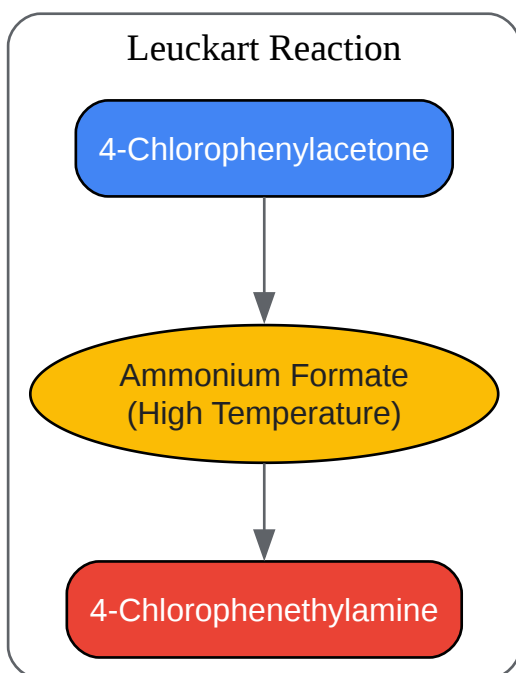 Leuckart Reaction
4-Chlorophenylacetone
Ammonium Formate
(High Temperature)
4-Chlorophenethylamine